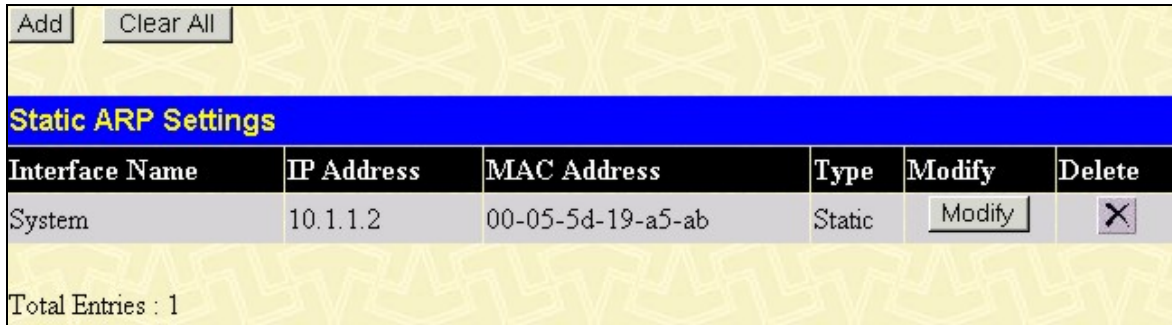 Add Clear All
Static ARP Settings
Interface Name IP Address MAC Address Type Modify Delete
System 10.1.1.2 00-05-5d-19-a5-ab Static Modify X
Total Entries : 1